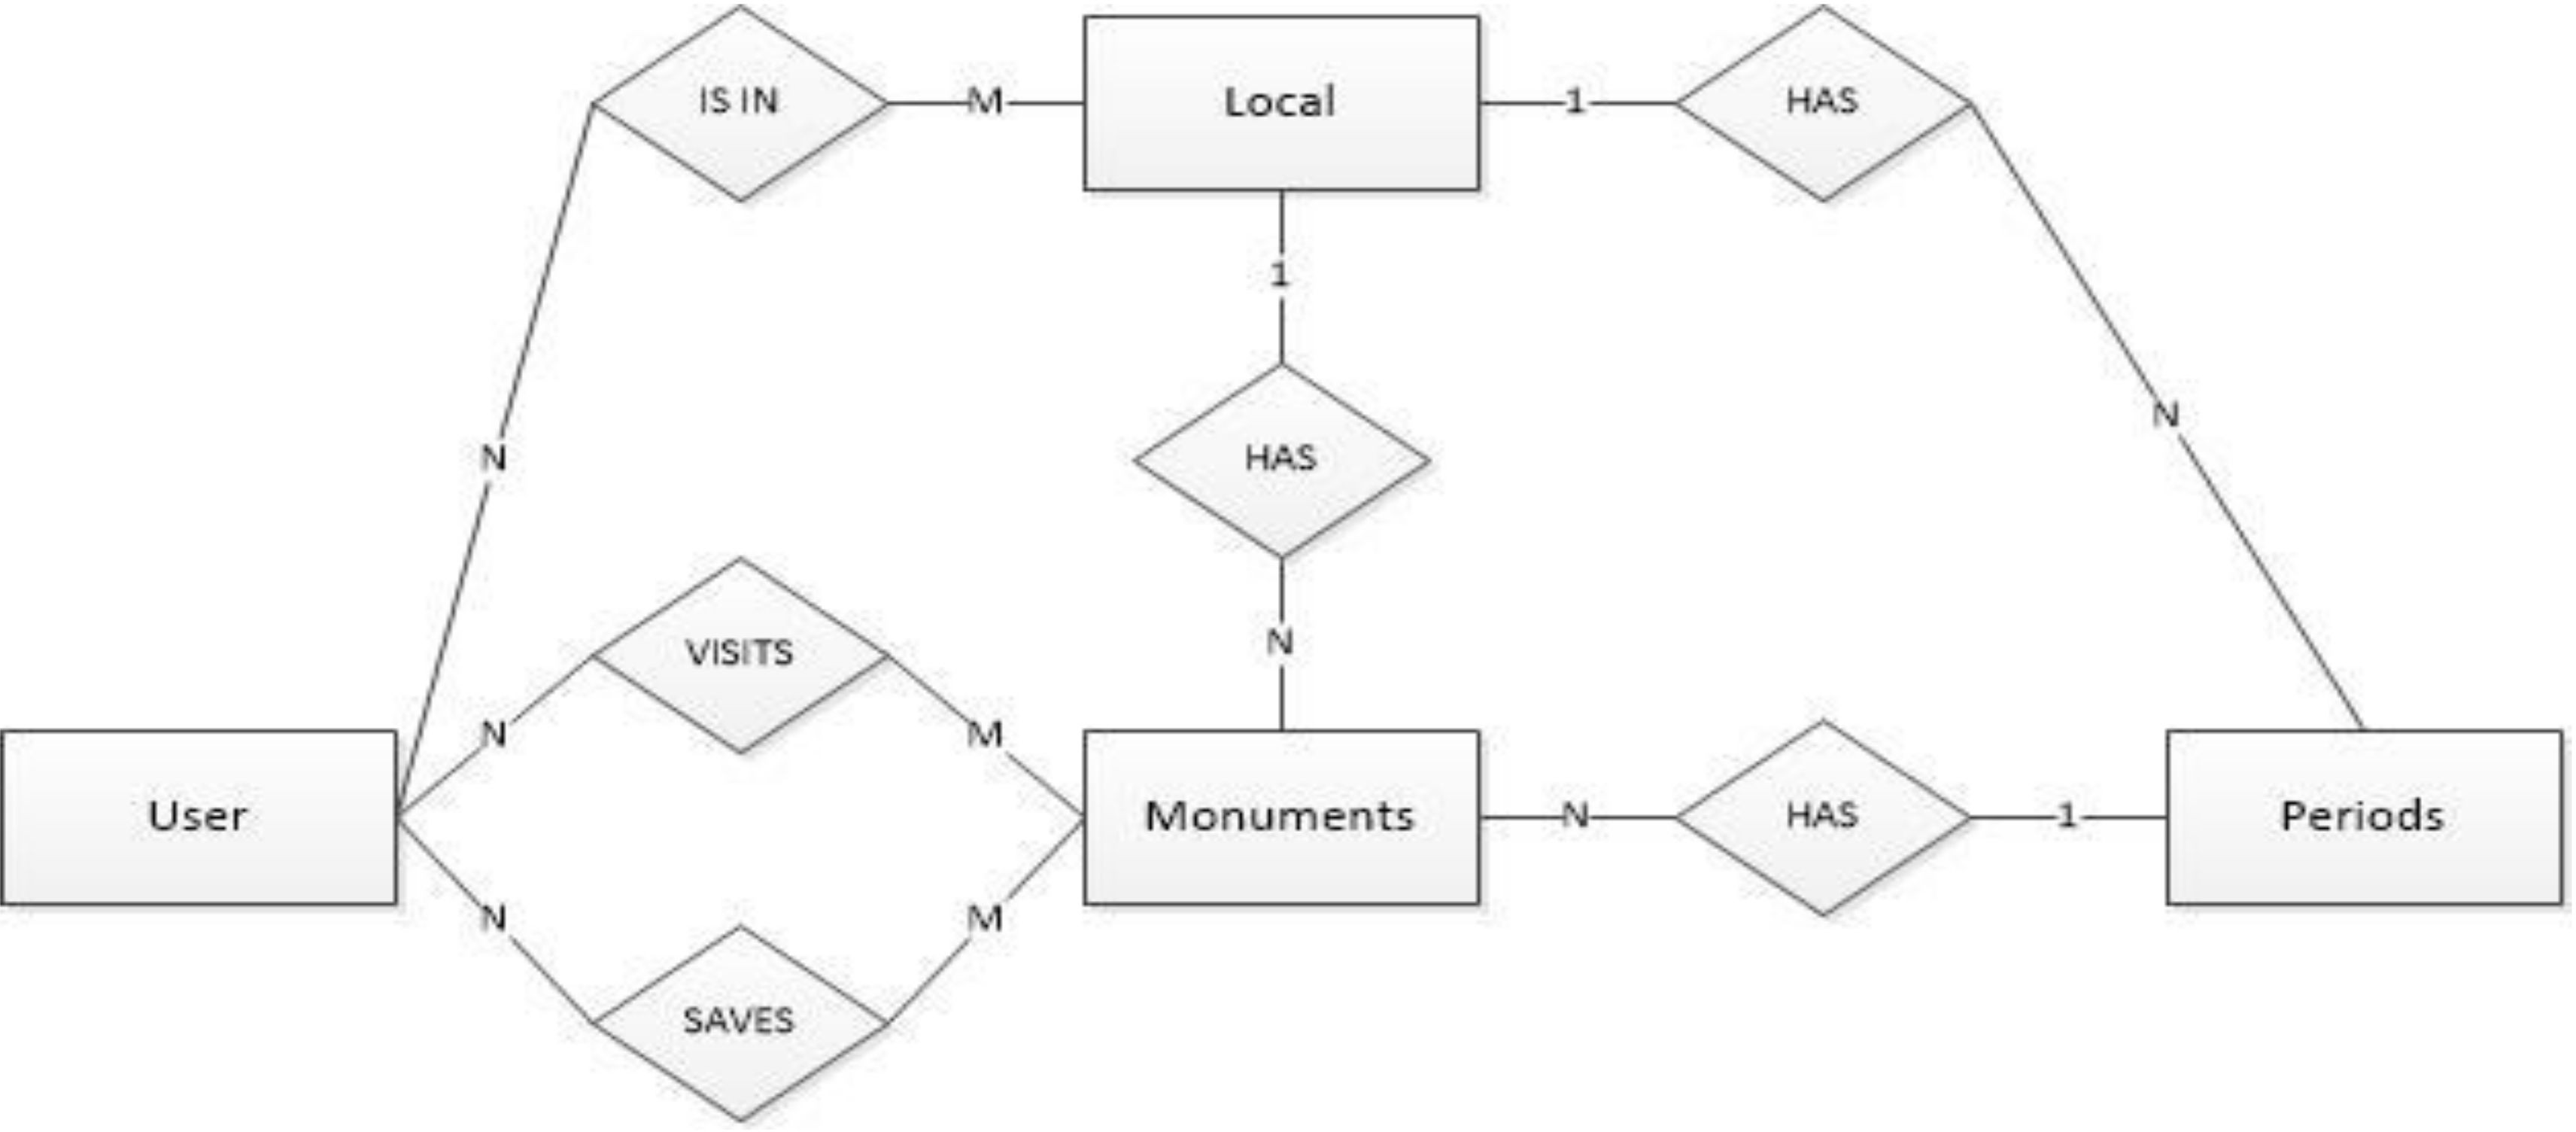 IS IN
M
Local
1
HAS
1
N
N
HAS
VISITS
N
N
M
User
Monuments
N
HAS
1
Periods
N
M
SAVES